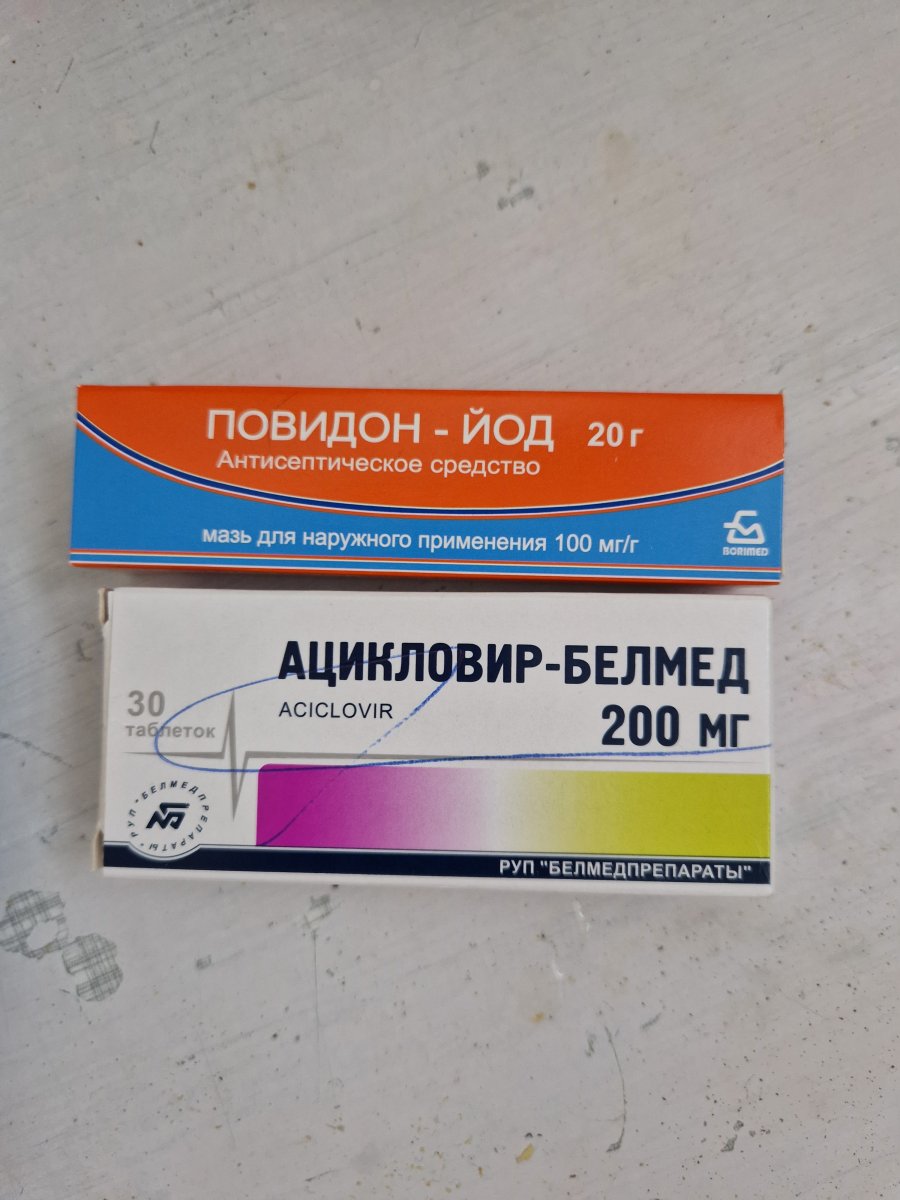 ПОВИДОН - ЙОД 20 г
Антисептическое средство
мазь для наружного применения 100 мг/г
BORIMED
АЦИКЛОВИР-БЕЛМЕД
ACICLOVIR
200 МГ
30
таблеток
РУП "БЕЛМЕДПРЕПАРАТЫ"
РУП "БЕЛМЕДПРЕПАРАТЫ"